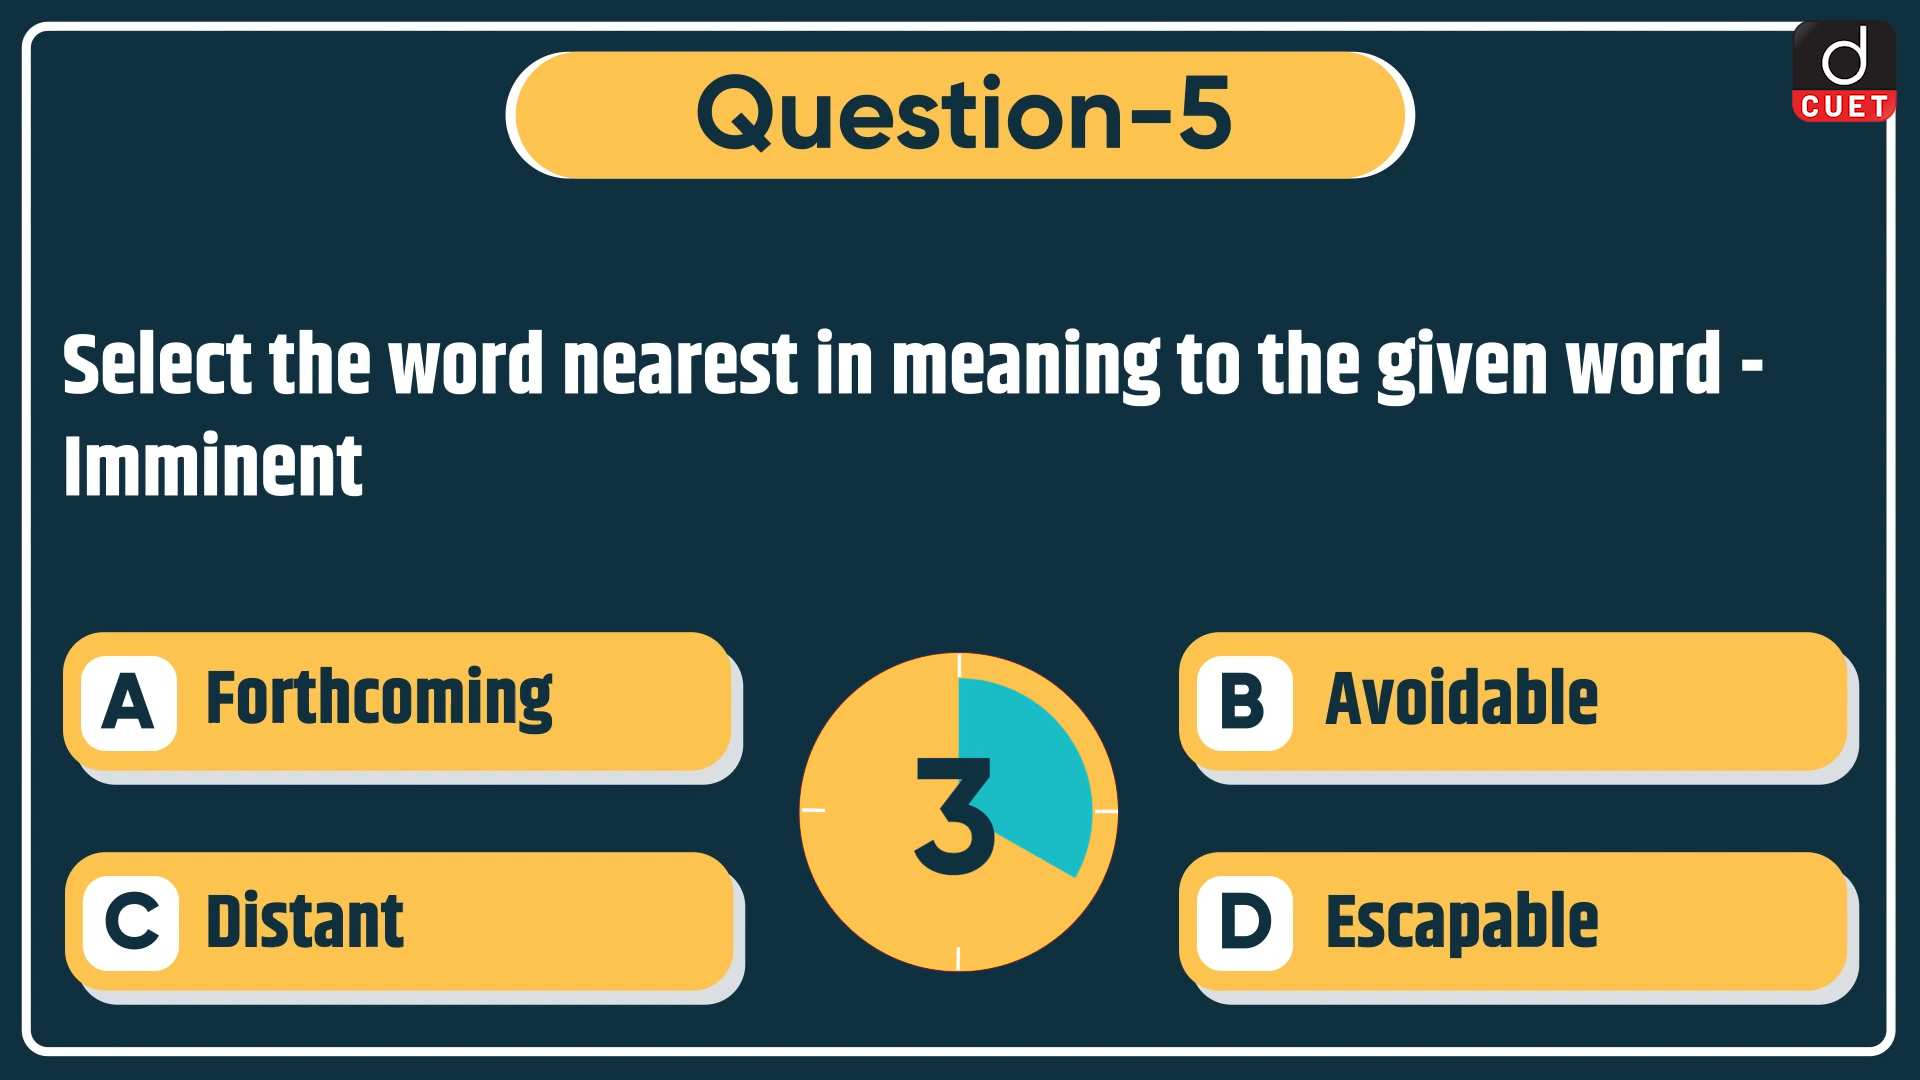 Question-5
d
CUET
Select the word nearest in meaning to the given word -
Imminent
A Forthcoming
B Avoidable
3
C Distant
D Escapable